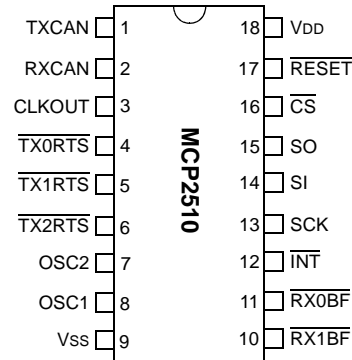 TXCAN 1
RXCAN 2
CLKOUT 3
TX0RTS 4
TX1RTS 5
TX2RTS 6
OSC2 7
OSC1 8
Vss 9
MCP2510
18 VDD
17 RESET
16 CS
15 SO
14 SI
13 SCK
12 INT
11 RX0BF
10 RX1BF